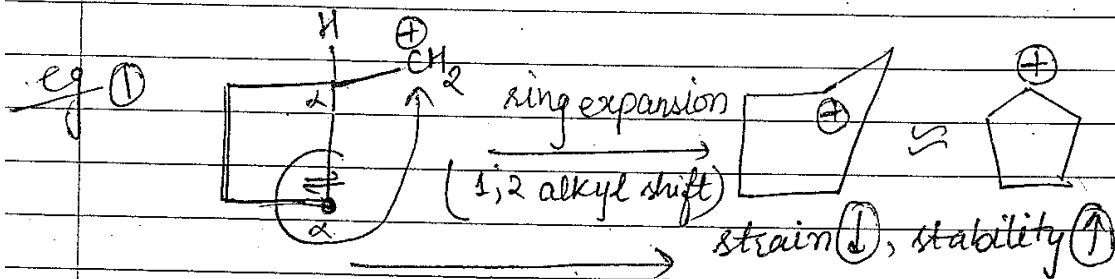 eg ①
H
⊕
CH2
α
α
ring expansion
(1,2 alkyl shift)
⊕
≈
⊕
strain ↓, stability ↑